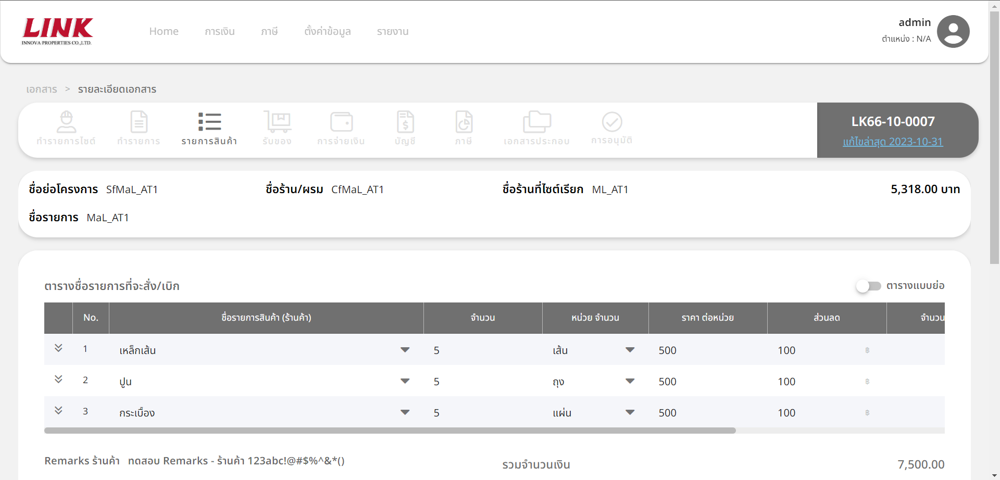 LINK
INNOVA PROPERTIES CO.,LTD.
Home การเงิน ภาษี ตั้งค่าข้อมูล รายงาน
admin
ตำแหน่ง : N/A
เอกสาร > รายละเอียดเอกสาร
ทำรายการไซต์ ทำรายการ รายการสินค้า รับของ การจ่ายเงิน บัญชี ภาษี เอกสารประกอบ การอนุมัติ
LK66-10-0007
แก้ไขล่าสุด 2023-10-31
ชื่อย่อโครงการ SfMaL_AT1 ชื่อร้าน/ผรม CfMaL_AT1 ชื่อร้านที่ไซต์เรียก ML_AT1 5,318.00 บาท
ชื่อรายการ MaL_AT1
ตารางชื่อรายการที่จะสั่ง/เบิก ตารางแบบย่อ
No. ชื่อรายการสินค้า (ร้านค้า) จำนวน หน่วย จำนวน ราคา ต่อหน่วย ส่วนลด จำนวน
1 เหล็กเส้น 5 เส้น 500 100 ฿
2 ปูน 5 ถุง 500 100 ฿
3 กระเบื้อง 5 แผ่น 500 100 ฿
Remarks ร้านค้า ทดสอบ Remarks - ร้านค้า 123abc!@#$%^&*() รวมจำนวนเงิน 7,500.00